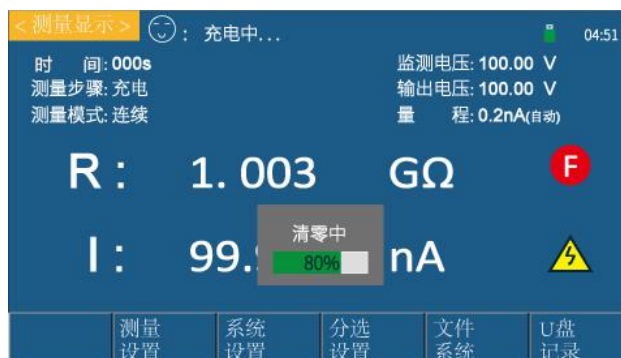 <测量显示> : 充电中... 04:51
时 间: 000s 监测电压: 100.00 V
测量步骤: 充电 输出电压: 100.00 V
测量模式: 连续 量 程: 0.2nA(自动)
R : 1. 003 GΩ F
清零中
I : 99. nA
80%
测量 系统 分选 文件 U盘
设置 设置 设置 系统 记录